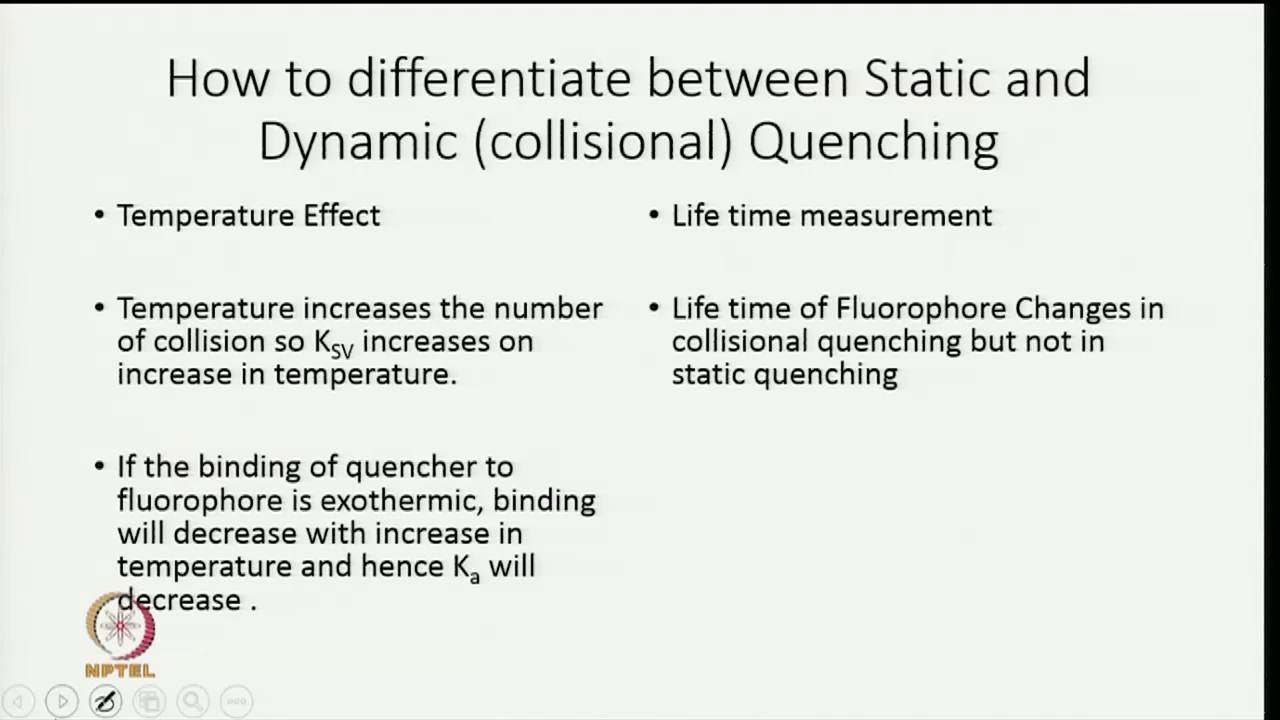 How to differentiate between Static and
Dynamic (collisional) Quenching
• Temperature Effect
• Temperature increases the number
of collision so K_SV increases on
increase in temperature.
• If the binding of quencher to
fluorophore is exothermic, binding
will decrease with increase in
temperature and hence K_a will
decrease .
• Life time measurement
• Life time of Fluorophore Changes in
collisional quenching but not in
static quenching
NPTEL